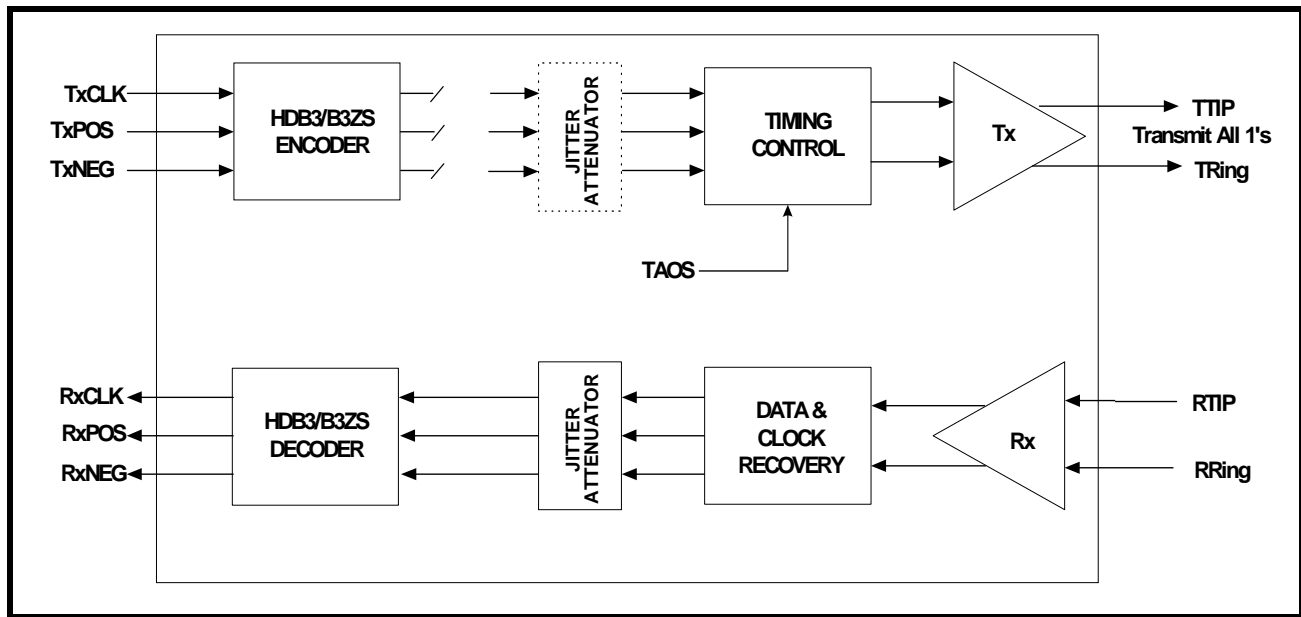 TxCLK
TxPOS
TxNEG
HDB3/B3ZS
ENCODER
JITTER
ATTENUATOR
TIMING
CONTROL
Tx
TTIP
Transmit All 1's
TRing
TAOS
RxCLK
RxPOS
RxNEG
HDB3/B3ZS
DECODER
JITTER
ATTENUATOR
DATA &
CLOCK
RECOVERY
Rx
RTIP
RRing